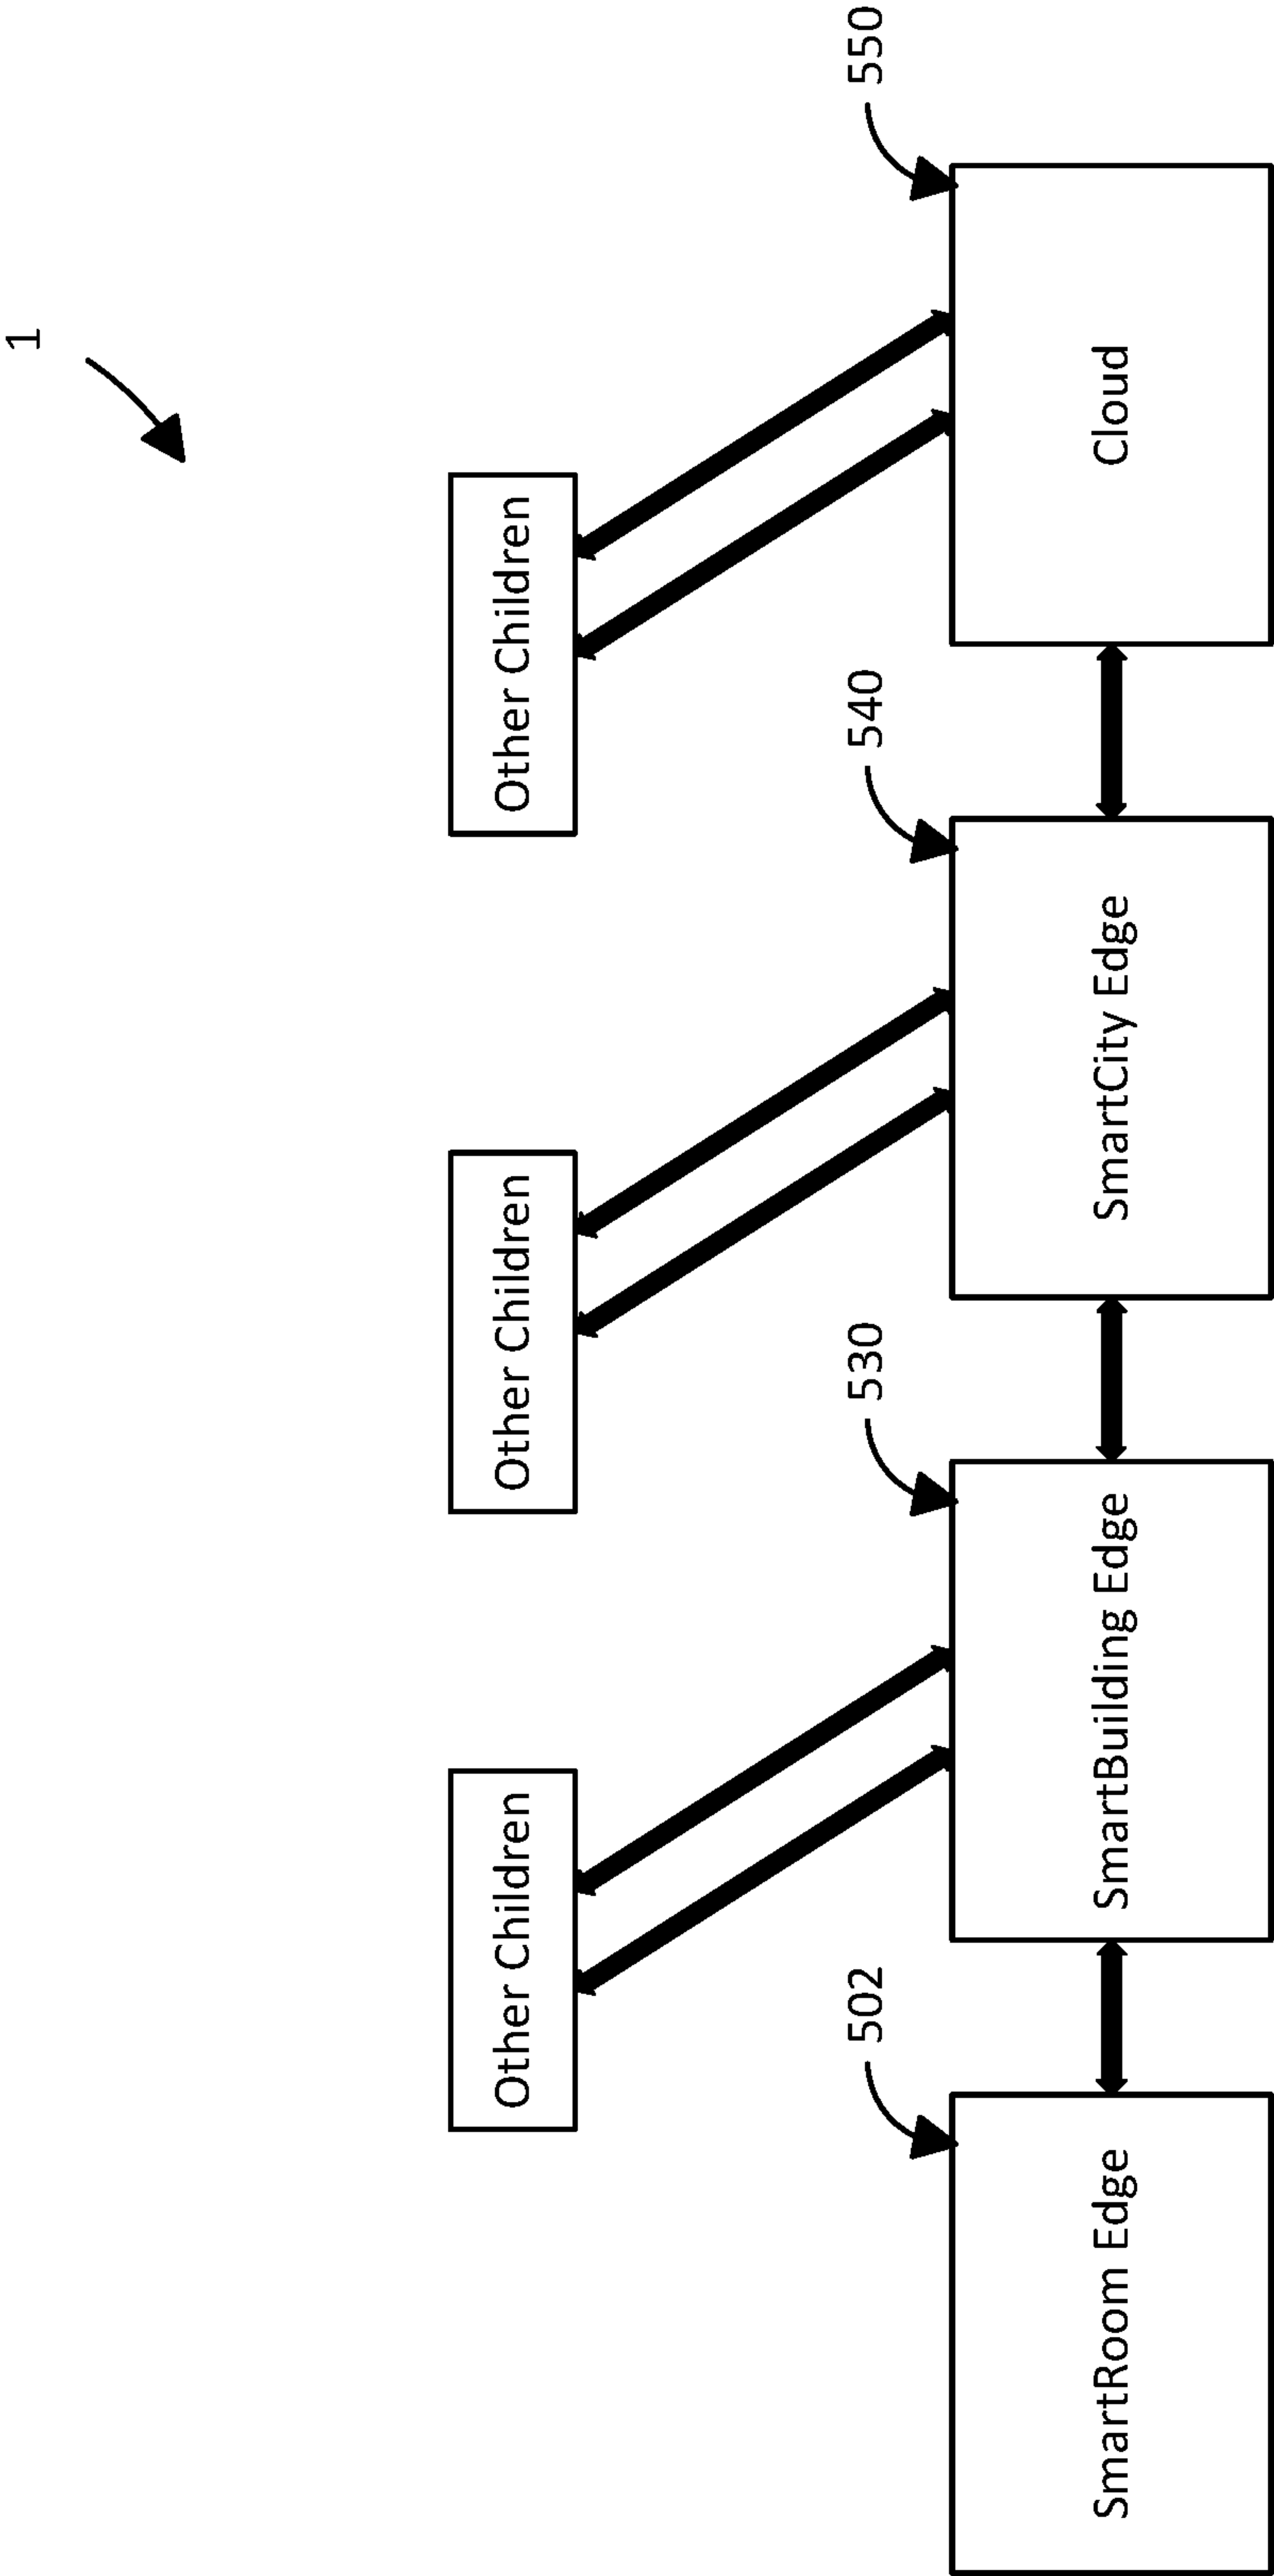 1
Other Children
Other Children
Other Children
502
530
540
550
SmartRoom Edge
SmartBuilding Edge
SmartCity Edge
Cloud